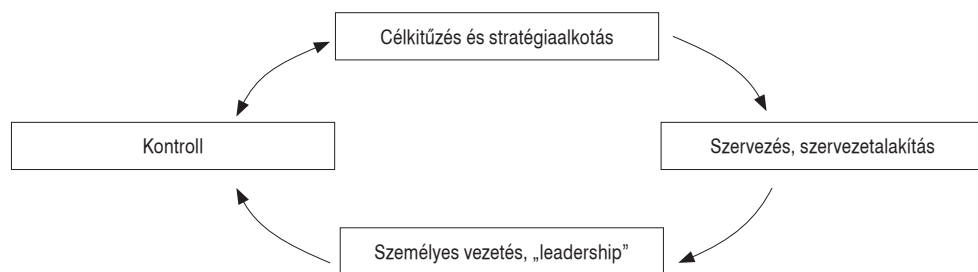 Célkitűzés és stratégiaalkotás
Kontroll
Szervezés, szervezetalakítás
Személyes vezetés, „leadership”